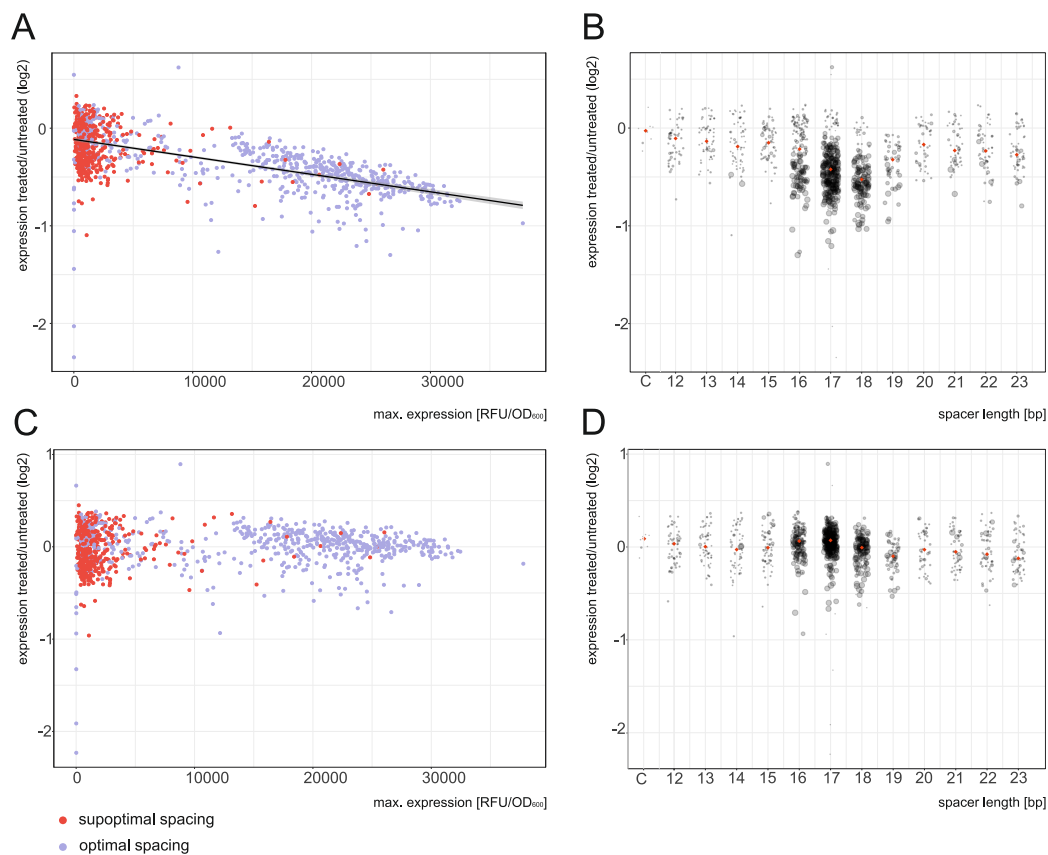 A
expression treated/untreated (log2)
0
-1
-2
0 10000 20000 30000
max. expression [RFU/OD600]
B
expression treated/untreated (log2)
0
-1
-2
C 12 13 14 15 16 17 18 19 20 21 22 23
spacer length [bp]
C
expression treated/untreated (log2)
1
0
-1
-2
0 10000 20000 30000
max. expression [RFU/OD600]
D
expression treated/untreated (log2)
1
0
-1
-2
C 12 13 14 15 16 17 18 19 20 21 22 23
spacer length [bp]
supoptimal spacing
optimal spacing